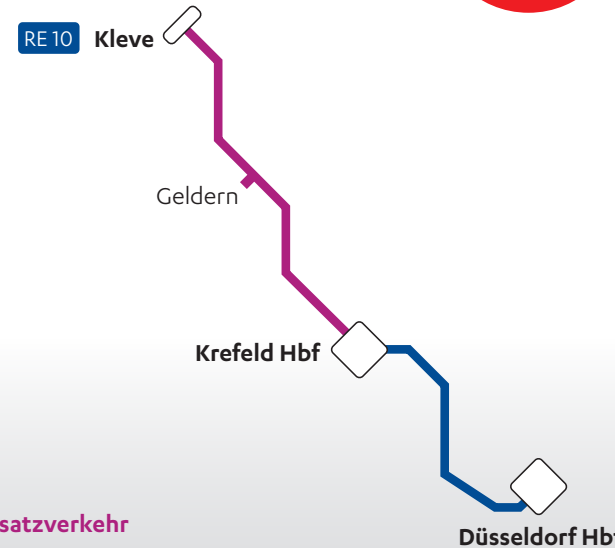 RE 10 Kleve
Geldern
Krefeld Hbf
satzverkehr
Düsseldorf Hbf